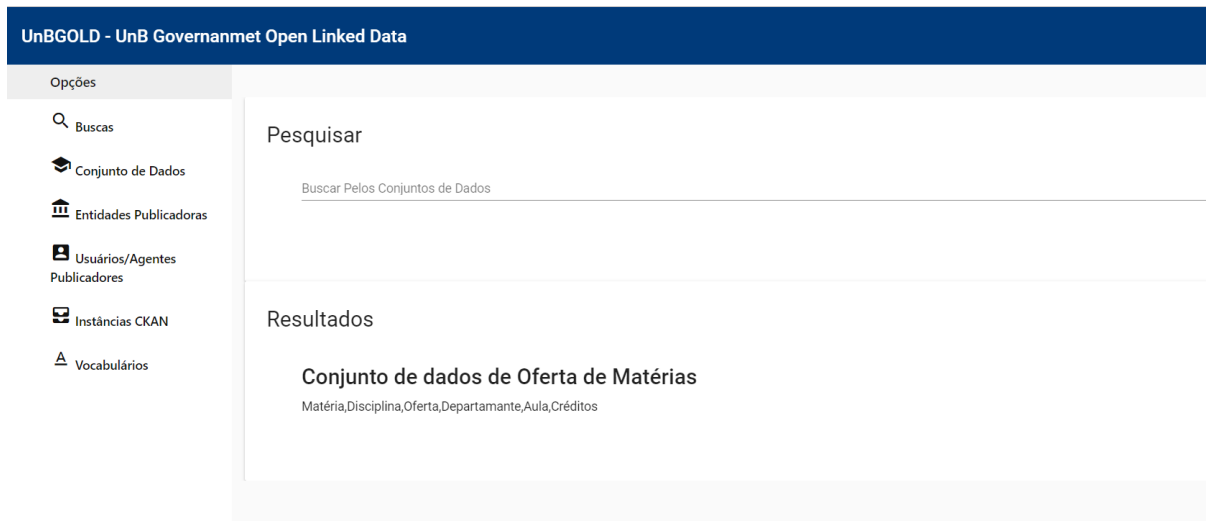 UnBGOLD - UnB Governanmet Open Linked Data
Opções
Buscas
Conjunto de Dados
Entidades Publicadoras
Usuários/Agentes
Publicadores
Instâncias CKAN
Vocabulários
Pesquisar
Buscar Pelos Conjuntos de Dados
Resultados
Conjunto de dados de Oferta de Matérias
Matéria,Disciplina,Oferta,Departamante,Aula,Créditos